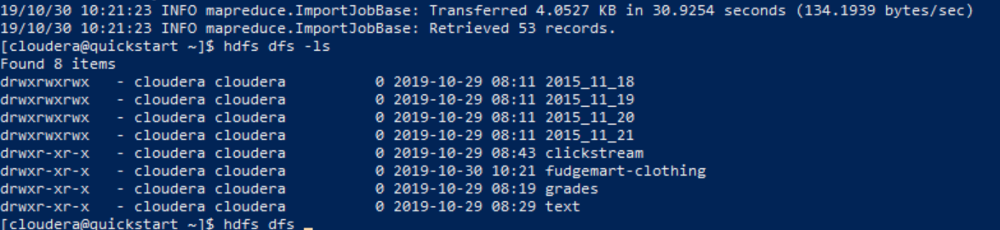 19/10/30 10:21:23 INFO mapreduce.ImportJobBase: Transferred 4.0527 KB in 30.9254 seconds (134.1939 bytes/sec)
19/10/30 10:21:23 INFO mapreduce.ImportJobBase: Retrieved 53 records.
[cloudera@quickstart ~]$ hdfs dfs -ls
Found 8 items
drwxrwxrwx   - cloudera cloudera          0 2019-10-29 08:11 2015_11_18
drwxrwxrwx   - cloudera cloudera          0 2019-10-29 08:11 2015_11_19
drwxrwxrwx   - cloudera cloudera          0 2019-10-29 08:11 2015_11_20
drwxrwxrwx   - cloudera cloudera          0 2019-10-29 08:11 2015_11_21
drwxr-xr-x   - cloudera cloudera          0 2019-10-29 08:43 clickstream
drwxr-xr-x   - cloudera cloudera          0 2019-10-30 10:21 fudgemart-clothing
drwxr-xr-x   - cloudera cloudera          0 2019-10-29 08:19 grades
drwxr-xr-x   - cloudera cloudera          0 2019-10-29 08:29 text
[cloudera@quickstart ~]$ hdfs dfs _